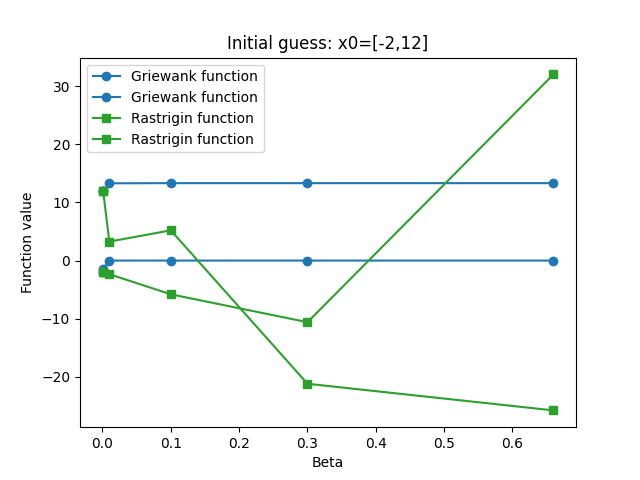 Initial guess: x0=[-2,12]
Griewank function
Griewank function
Rastrigin function
Rastrigin function
Function value
30
20
10
0
−10
−20
0.0 0.1 0.2 0.3 0.4 0.5 0.6
Beta